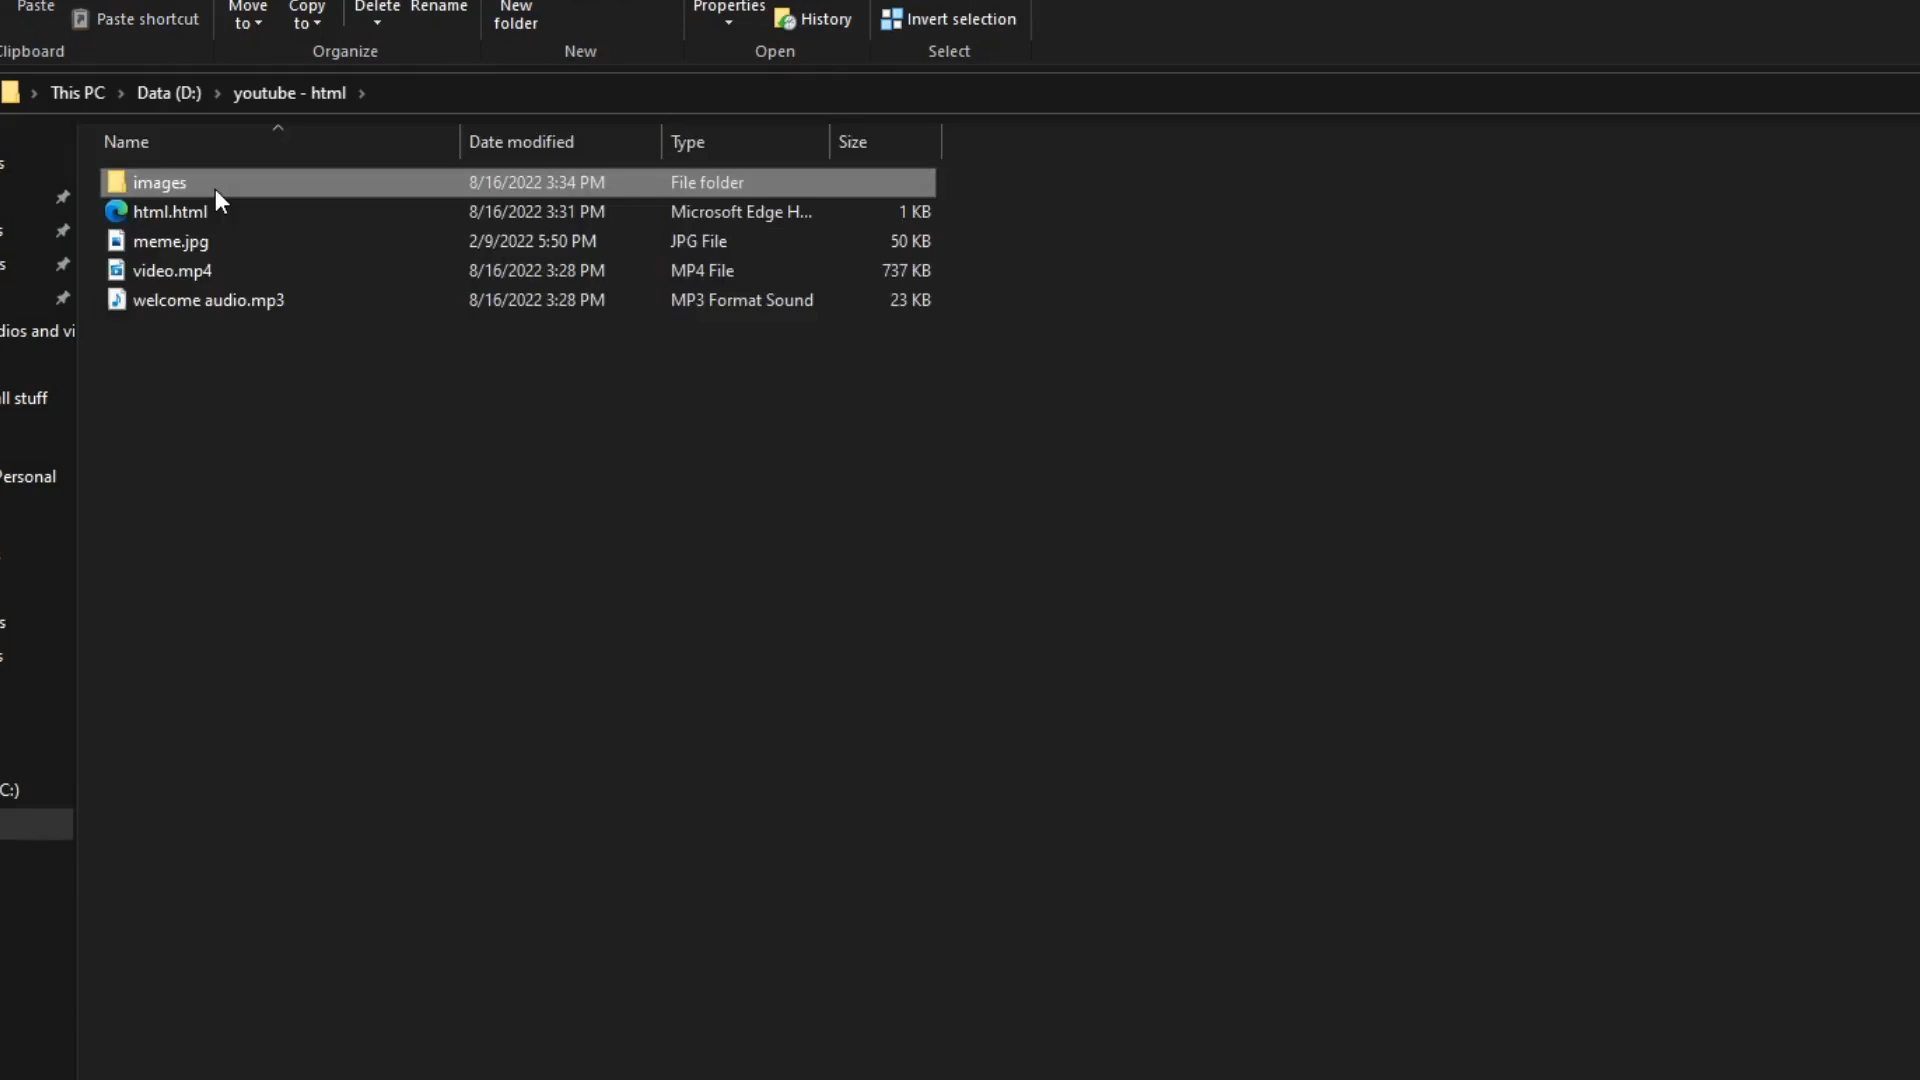 Paste
Paste shortcut
Move to
Copy to
Delete
Rename
New folder
Properties
History
Invert selection
Clipboard
Organize
New
Open
Select
This PC > Data (D:) > youtube - html >
Name Date modified Type Size
images 8/16/2022 3:34 PM File folder
html.html 8/16/2022 3:31 PM Microsoft Edge H... 1 KB
meme.jpg 2/9/2022 5:50 PM JPG File 50 KB
video.mp4 8/16/2022 3:28 PM MP4 File 737 KB
welcome audio.mp3 8/16/2022 3:28 PM MP3 Format Sound 23 KB
dios and vi
ll stuff
Personal
C:)